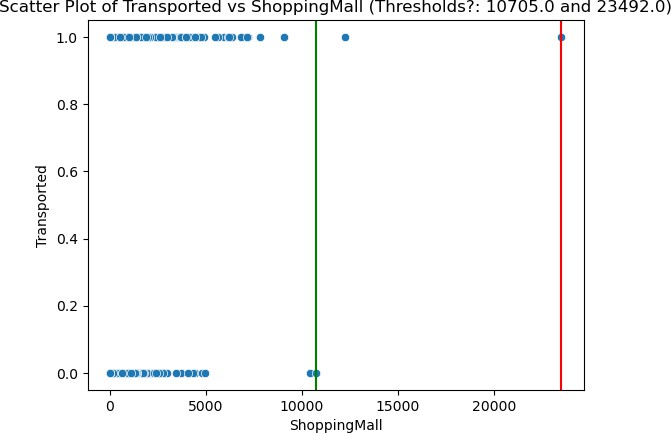 Scatter Plot of Transported vs ShoppingMall (Thresholds?: 10705.0 and 23492.0)
1.0
0.8
0.6
0.4
0.2
0.0
Transported
0 5000 10000 15000 20000
ShoppingMall